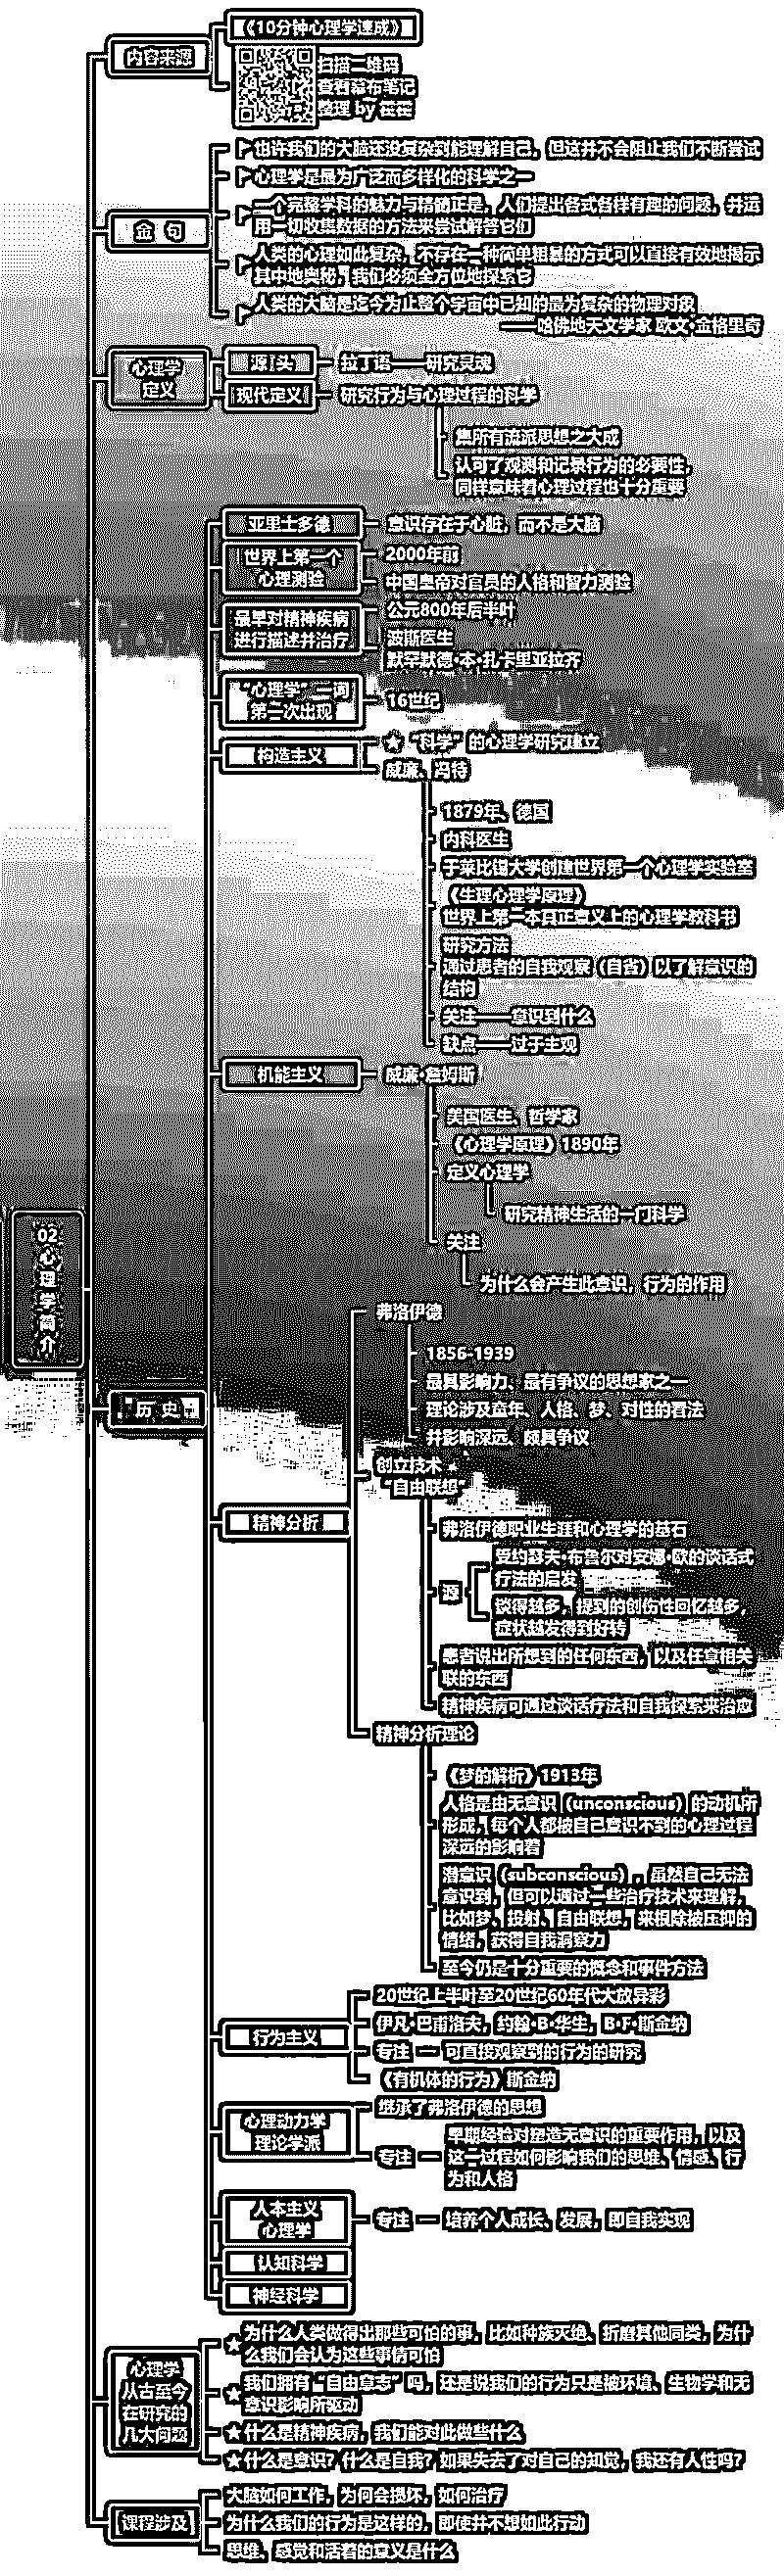 02心理学简介
内容来源
《10分钟心理学速成》
扫描二维码
查看幕布笔记
整理 by 茲茲
金 句
也许我们的大脑还没复杂到能理解自己，但这并不会阻止我们不断尝试
心理学是最为广泛而多样化的科学之一
一个完整学科的魅力与精髓正是，人们提出各式各样有趣的问题，并运
用一切收集数据的方法来尝试解答它们
人类的心理如此复杂，不存在一种简单粗暴的方式可以直接有效地揭示
其中地奥秘，我们必须全方位地探索它
人类的大脑是迄今为止整个宇宙中已知的最为复杂的物理对象
——哈佛地天文学家 欧文·金格里奇
心理学
定义
源 头
拉丁语——研究灵魂
现代定义
研究行为与心理过程的科学
集所有流派思想之大成
认可了观测和记录行为的必要性，
同样意味着心理过程也十分重要
历 史
亚里士多德
意识存在于心脏，而不是大脑
世界上第一个
心理测验
2000年前
中国皇帝对官员的人格和智力测验
最早对精神疾病
进行描述并治疗
公元800年后半叶
波斯医生
默罕默德·本·扎卡里亚拉齐
“心理学”一词
第一次出现
16世纪
构造主义
“科学”的心理学研究建立
威廉、冯特
1879年、德国
内科医生
于莱比锡大学创建世界第一个心理学实验室
《生理心理学原理》
世界上第一本真正意义上的心理学教科书
研究方法
通过患者的自我观察（自省）以了解意识的
结构
关注——意识到什么
缺点——过于主观
机能主义
威廉·詹姆斯
美国医生、哲学家
《心理学原理》1890年
定义心理学
研究精神生活的一门科学
关注
为什么会产生此意识，行为的作用
精神分析
弗洛伊德
1856-1939
最具影响力、最有争议的思想家之一
理论涉及童年、人格、梦、对性的看法
并影响深远、颇具争议
创立技术
“自由联想”
弗洛伊德职业生涯和心理学的基石
源
受约瑟夫·布鲁尔对安娜·欧的谈话式
疗法的启发
谈得越多，提到的创伤性回忆越多，
症状越发得到好转
患者说出所想到的任何东西，以及任意相关
联的东西
精神疾病可通过谈话疗法和自我探索来治愈
精神分析理论
《梦的解析》1913年
人格是由无意识（unconscious）的动机所
形成，每个人都被自己意识不到的心理过程
深远的影响着
潜意识（subconscious），虽然自己无法
意识到，但可以通过一些治疗技术来理解，
比如梦、投射、自由联想，来根除被压抑的
情绪，获得自我洞察力
至今仍是十分重要的概念和事件方法
行为主义
20世纪上半叶至20世纪60年代大放异彩
伊凡·巴甫洛夫，约翰·B·华生，B·F·斯金纳
专注 — 可直接观察到的行为的研究
《有机体的行为》斯金纳
心理动力学
理论学派
继承了弗洛伊德的思想
专注 —
早期经验对塑造无意识的重要作用，以及
这一过程如何影响我们的思维、情感、行
为和人格
人本主义
心理学
专注 — 培养个人成长、发展，即自我实现
认知科学
神经科学
心理学
从古至今
在研究的
几大问题
为什么人类做得出那些可怕的事，比如种族灭绝、折磨其他同类，为什
么我们会认为这些事情可怕
我们拥有“自由意志”吗，还是说我们的行为只是被环境、生物学和无
意识影响所驱动
什么是精神疾病，我们能对此做些什么
什么是意识？什么是自我？如果失去了对自己的知觉，我还有人性吗？
课程涉及
大脑如何工作，为何会损坏，如何治疗
为什么我们的行为是这样的，即使并不想如此行动
思维、感觉和活着的意义是什么